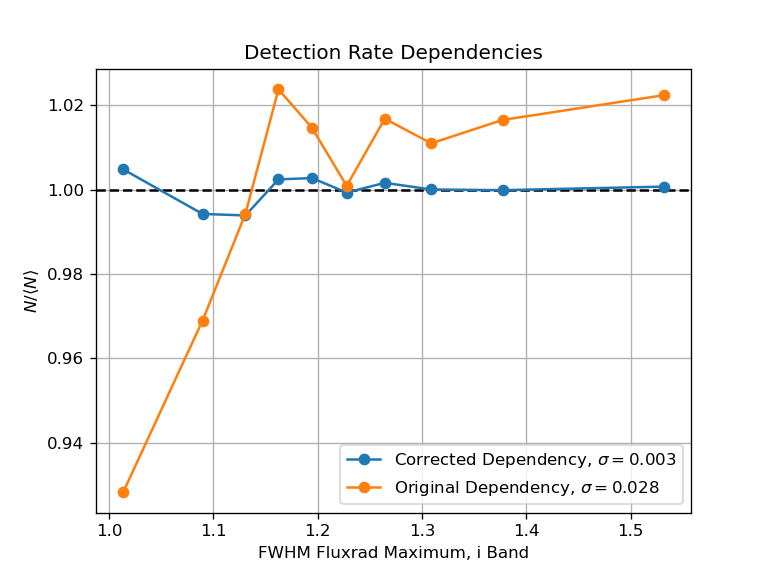 Detection Rate Dependencies
1.02
1.00
0.98
0.96
0.94
N/⟨N⟩
Corrected Dependency, σ = 0.003
Original Dependency, σ = 0.028
1.0 1.1 1.2 1.3 1.4 1.5
FWHM Fluxrad Maximum, i Band